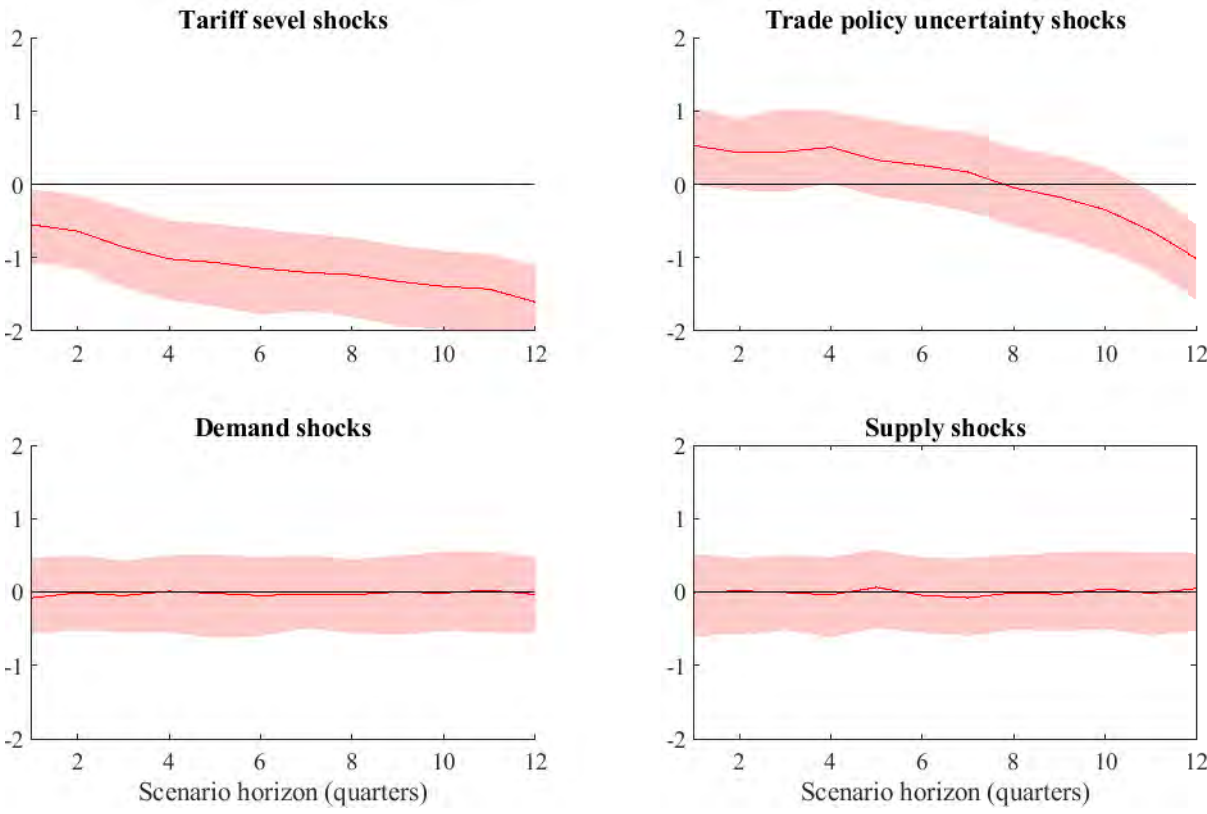 Tariff sevel shocks
2
1
0
-1
-2
2 4 6 8 10 12
Trade policy uncertainty shocks
2
1
0
-1
-2
2 4 6 8 10 12
Demand shocks
2
1
0
-1
-2
2 4 6 8 10 12
Scenario horizon (quarters)
Supply shocks
2
1
0
-1
-2
2 4 6 8 10 12
Scenario horizon (quarters)